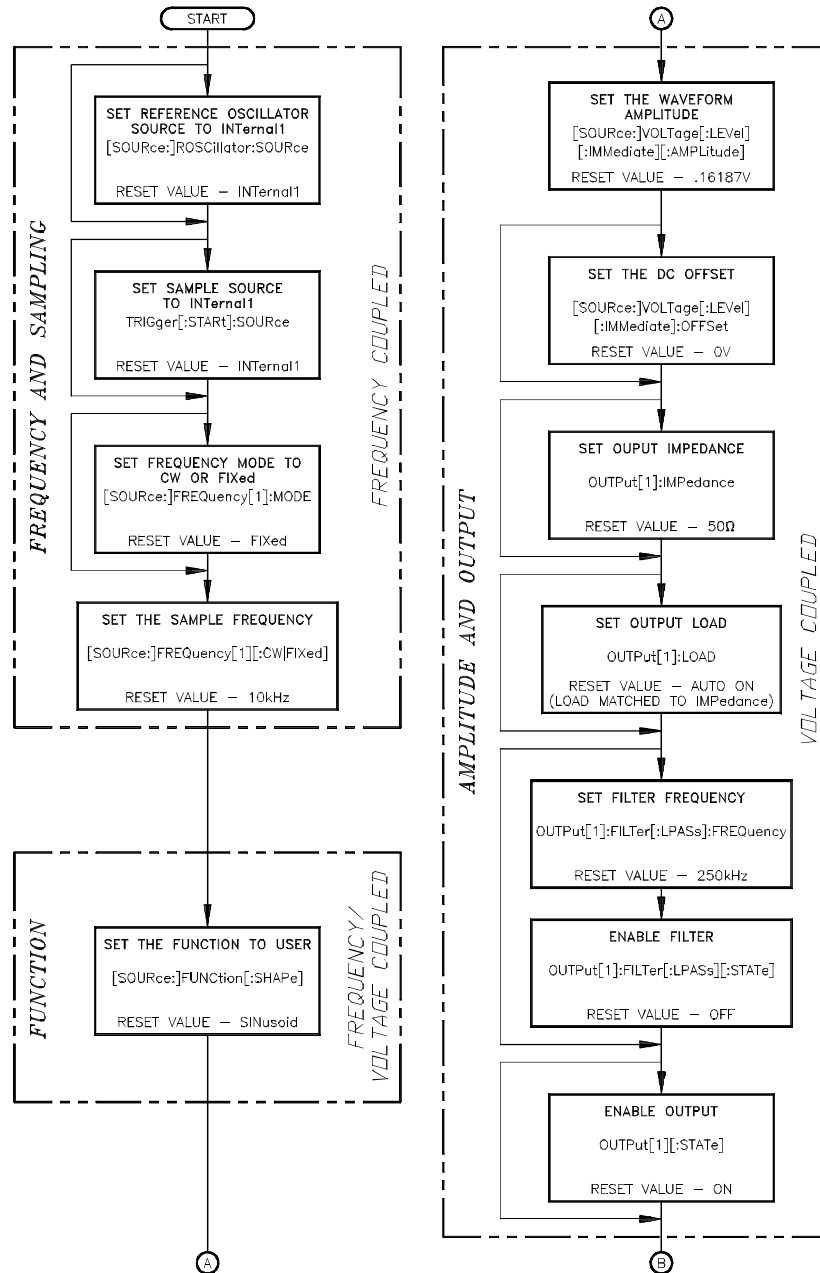 START
FREQUENCY AND SAMPLING
SET REFERENCE OSCILLATOR
SOURCE TO INTernal1
[SOURce:]ROSCillator:SOURce
RESET VALUE – INTernal1
SET SAMPLE SOURCE
TO INTernal1
TRIGger[:STARt]:SOURce
RESET VALUE – INTernal1
SET FREQUENCY MODE TO
CW OR FIXed
[SOURce:]FREQuency[1]:MODE
RESET VALUE – FIXed
SET THE SAMPLE FREQUENCY
[SOURce:]FREQuency[1][:CW|FIXed]
RESET VALUE – 10kHz
FREQUENCY COUPLED
FUNCTION
SET THE FUNCTION TO USER
[SOURce:]FUNCtion[:SHAPe]
RESET VALUE – SINusoid
FREQUENCY/
VOLTAGE COUPLED
A
A
AMPLITUDE AND OUTPUT
SET THE WAVEFORM
AMPLITUDE
[SOURce:]VOLTage[:LEVel]
[:IMMediate][:AMPLitude]
RESET VALUE – .16187V
SET THE DC OFFSET
[SOURce:]VOLTage[:LEVel]
[:IMMediate]:OFFSet
RESET VALUE – 0V
SET OUPUT IMPEDANCE
OUTPut[1]:IMPedance
RESET VALUE – 50Ω
SET OUTPUT LOAD
OUTPut[1]:LOAD
RESET VALUE – AUTO ON
(LOAD MATCHED TO IMPedance)
SET FILTER FREQUENCY
OUTPut[1]:FILTer[:LPASs]:FREQuency
RESET VALUE – 250kHz
ENABLE FILTER
OUTPut[1]:FILTer[:LPASs][:STATe]
RESET VALUE – OFF
ENABLE OUTPUT
OUTPut[1][:STATe]
RESET VALUE – ON
VOLTAGE COUPLED
B